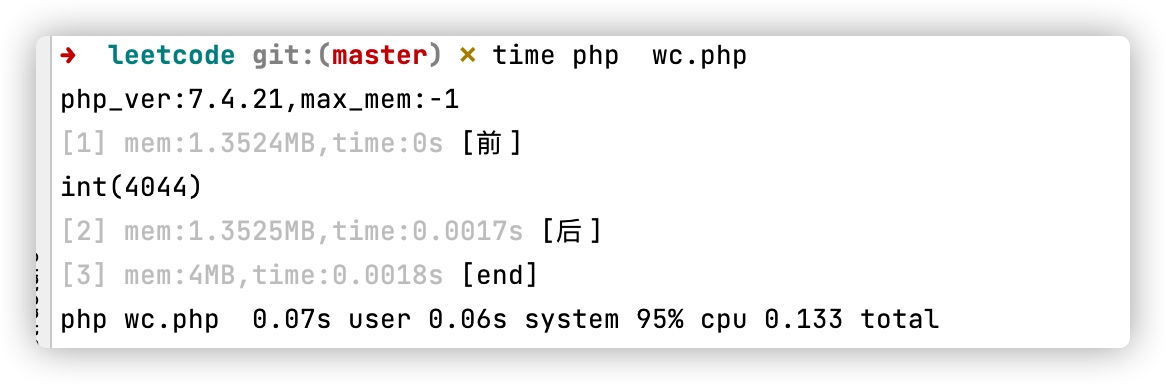 ➜ leetcode git:(master) ✗ time php wc.php
php_ver:7.4.21,max_mem:-1
[1] mem:1.3524MB,time:0s [前]
int(4044)
[2] mem:1.3525MB,time:0.0017s [后]
[3] mem:4MB,time:0.0018s [end]
php wc.php 0.07s user 0.06s system 95% cpu 0.133 total